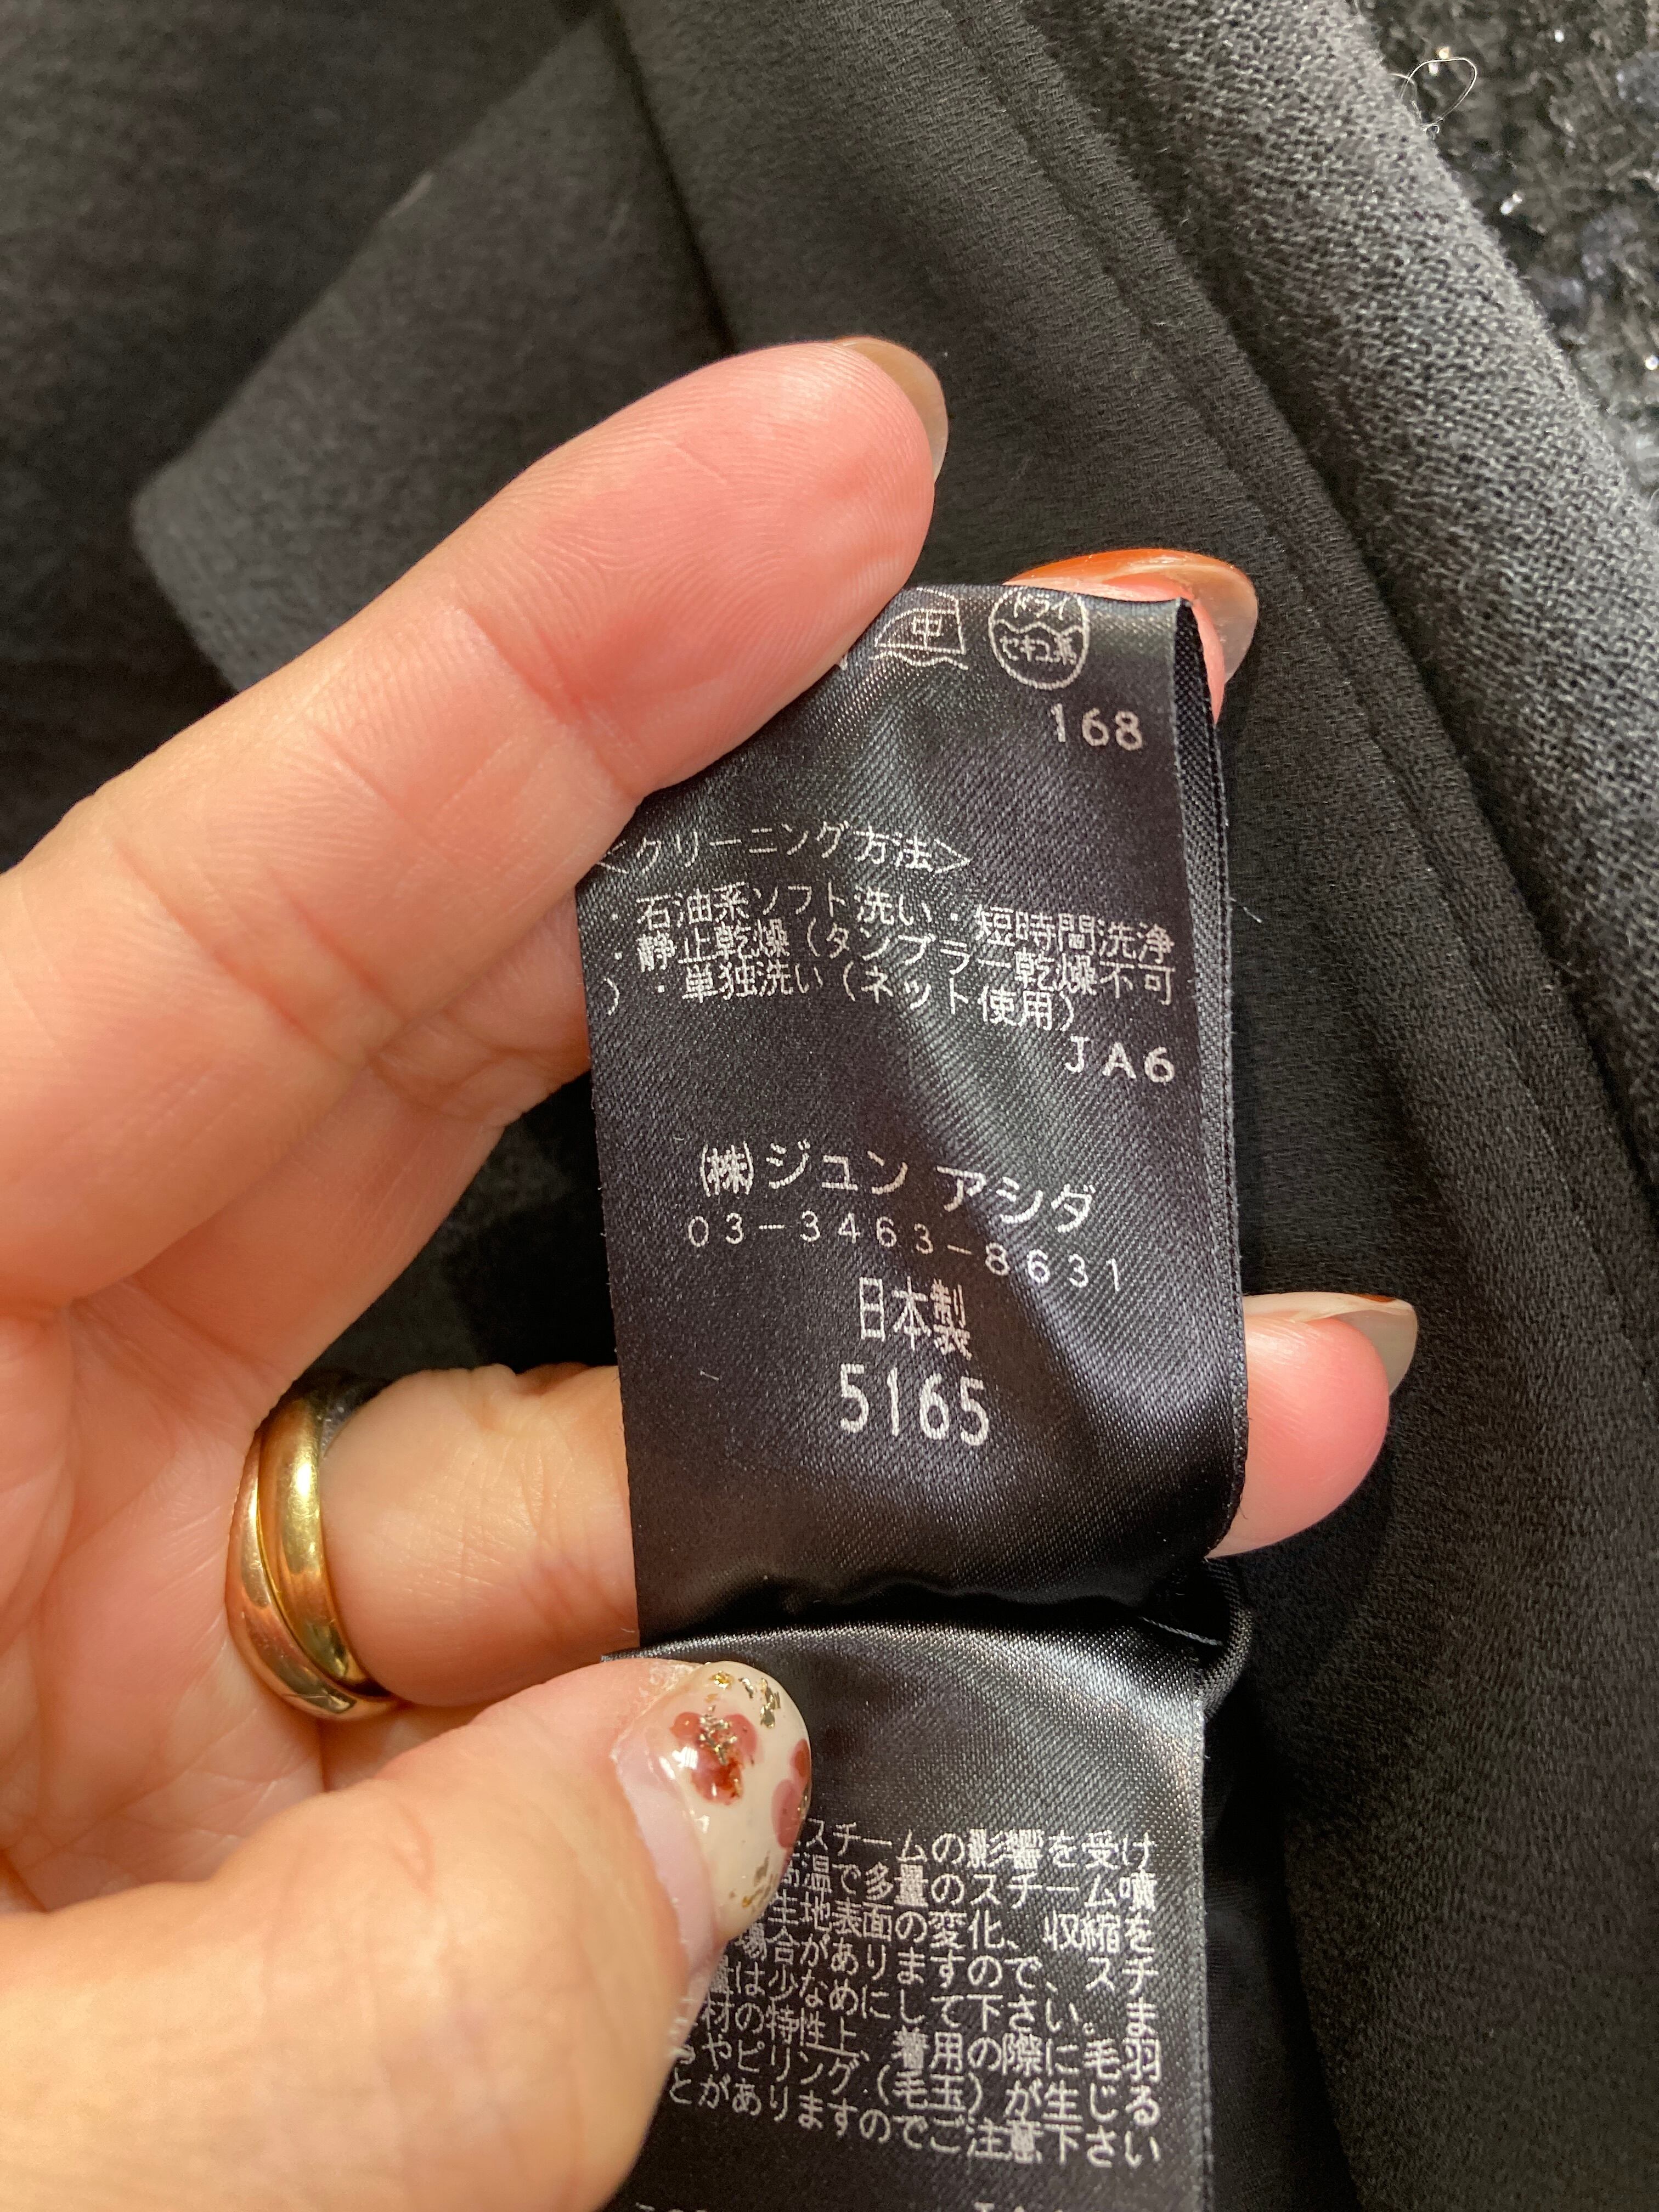 中
ドライ
セキユ系
168
<クリーニング方法>
・石油系ソフト洗い・短時間洗浄
・静止乾燥(タンブラー乾燥不可
)・単独洗い(ネット使用)
JA6
㈱ジュン アシダ
03-3463-8631
日本製
5165
スチームの影響を受け
高温で多量のスチーム噴
生地表面の変化、収縮を
場合がありますので、スチ
量は少なめにして下さい。ま
材の特性上、着用の際に毛羽
やピリング(毛玉)が生じる
とがありますのでご注意下さい